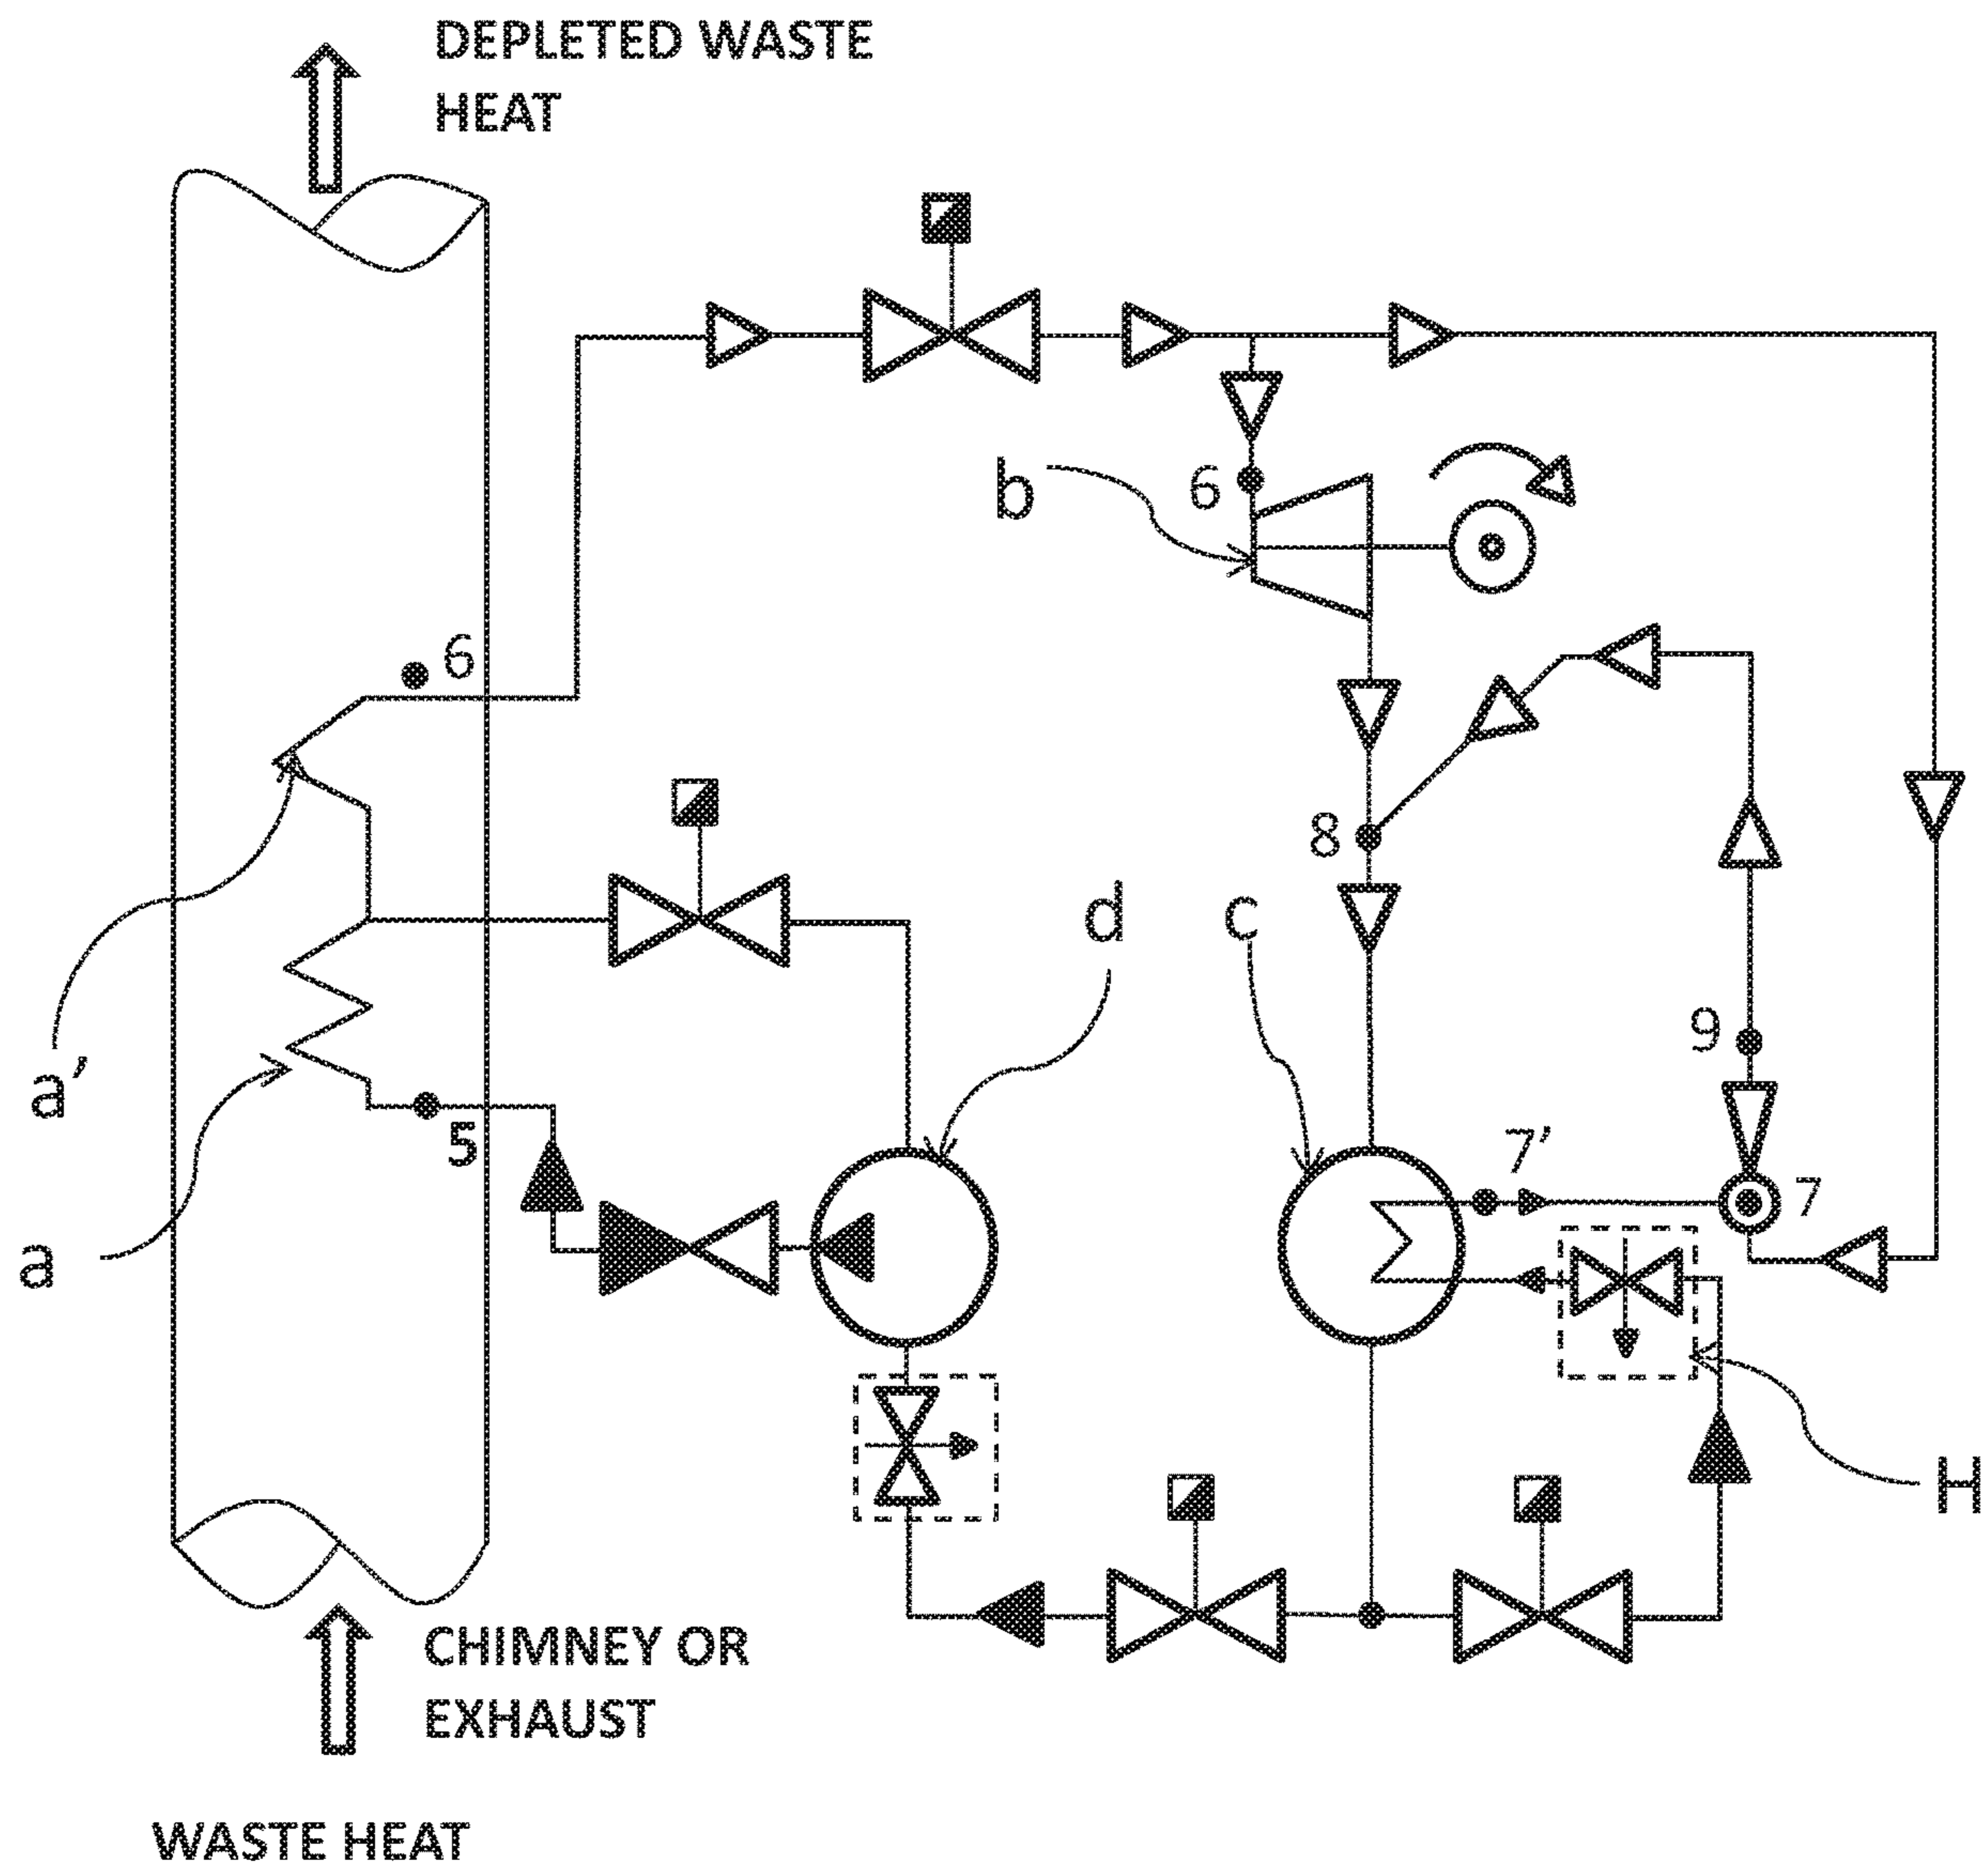 DEPLETED WASTE
HEAT
6
b
6
8
d
c
9
a'
5
7'
7
a
H
CHIMNEY OR
EXHAUST
WASTE HEAT